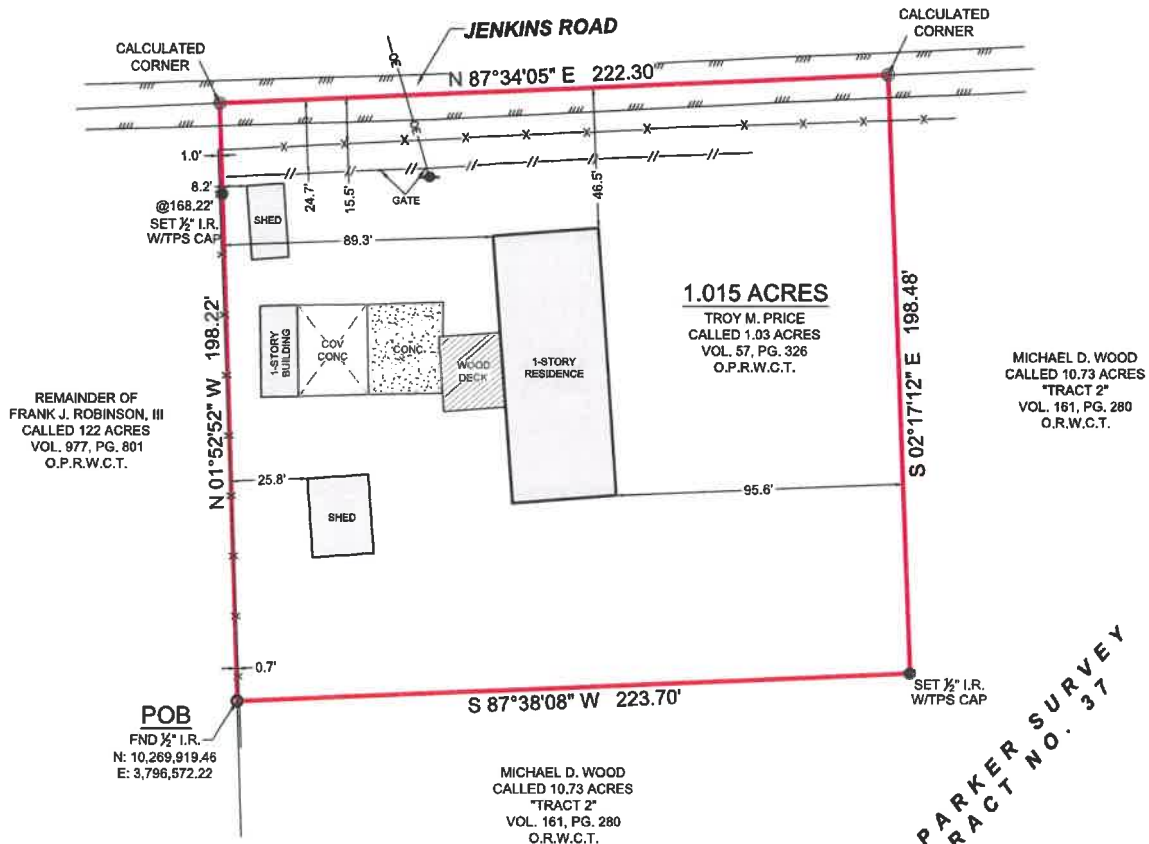 JENKINS ROAD
CALCULATED
CORNER
CALCULATED
CORNER
N 87°34'05" E 222.30'
OE
OE
1.0'
8.2'
@168.22'
SET ½" I.R.
W/TPS CAP
SHED
24.7'
15.5'
GATE
46.5'
89.3'
1-STORY
BUILDING
COV
CONC
CONC
WOOD
DECK
1-STORY
RESIDENCE
1.015 ACRES
TROY M. PRICE
CALLED 1.03 ACRES
VOL. 57, PG. 326
O.P.R.W.C.T.
S 02°17'12" E 198.48'
MICHAEL D. WOOD
CALLED 10.73 ACRES
"TRACT 2"
VOL. 161, PG. 280
O.R.W.C.T.
REMAINDER OF
FRANK J. ROBINSON, III
CALLED 122 ACRES
VOL. 977, PG. 801
O.P.R.W.C.T.
N 01°52'52" W 198.22'
25.8'
SHED
95.6'
0.7'
POB
FND ½" I.R.
N: 10,269,919.46
E: 3,796,572.22
S 87°38'08" W 223.70'
SET ½" I.R.
W/TPS CAP
MICHAEL D. WOOD
CALLED 10.73 ACRES
"TRACT 2"
VOL. 161, PG. 280
O.R.W.C.T.
PARKER SURVEY
RACT NO. 37